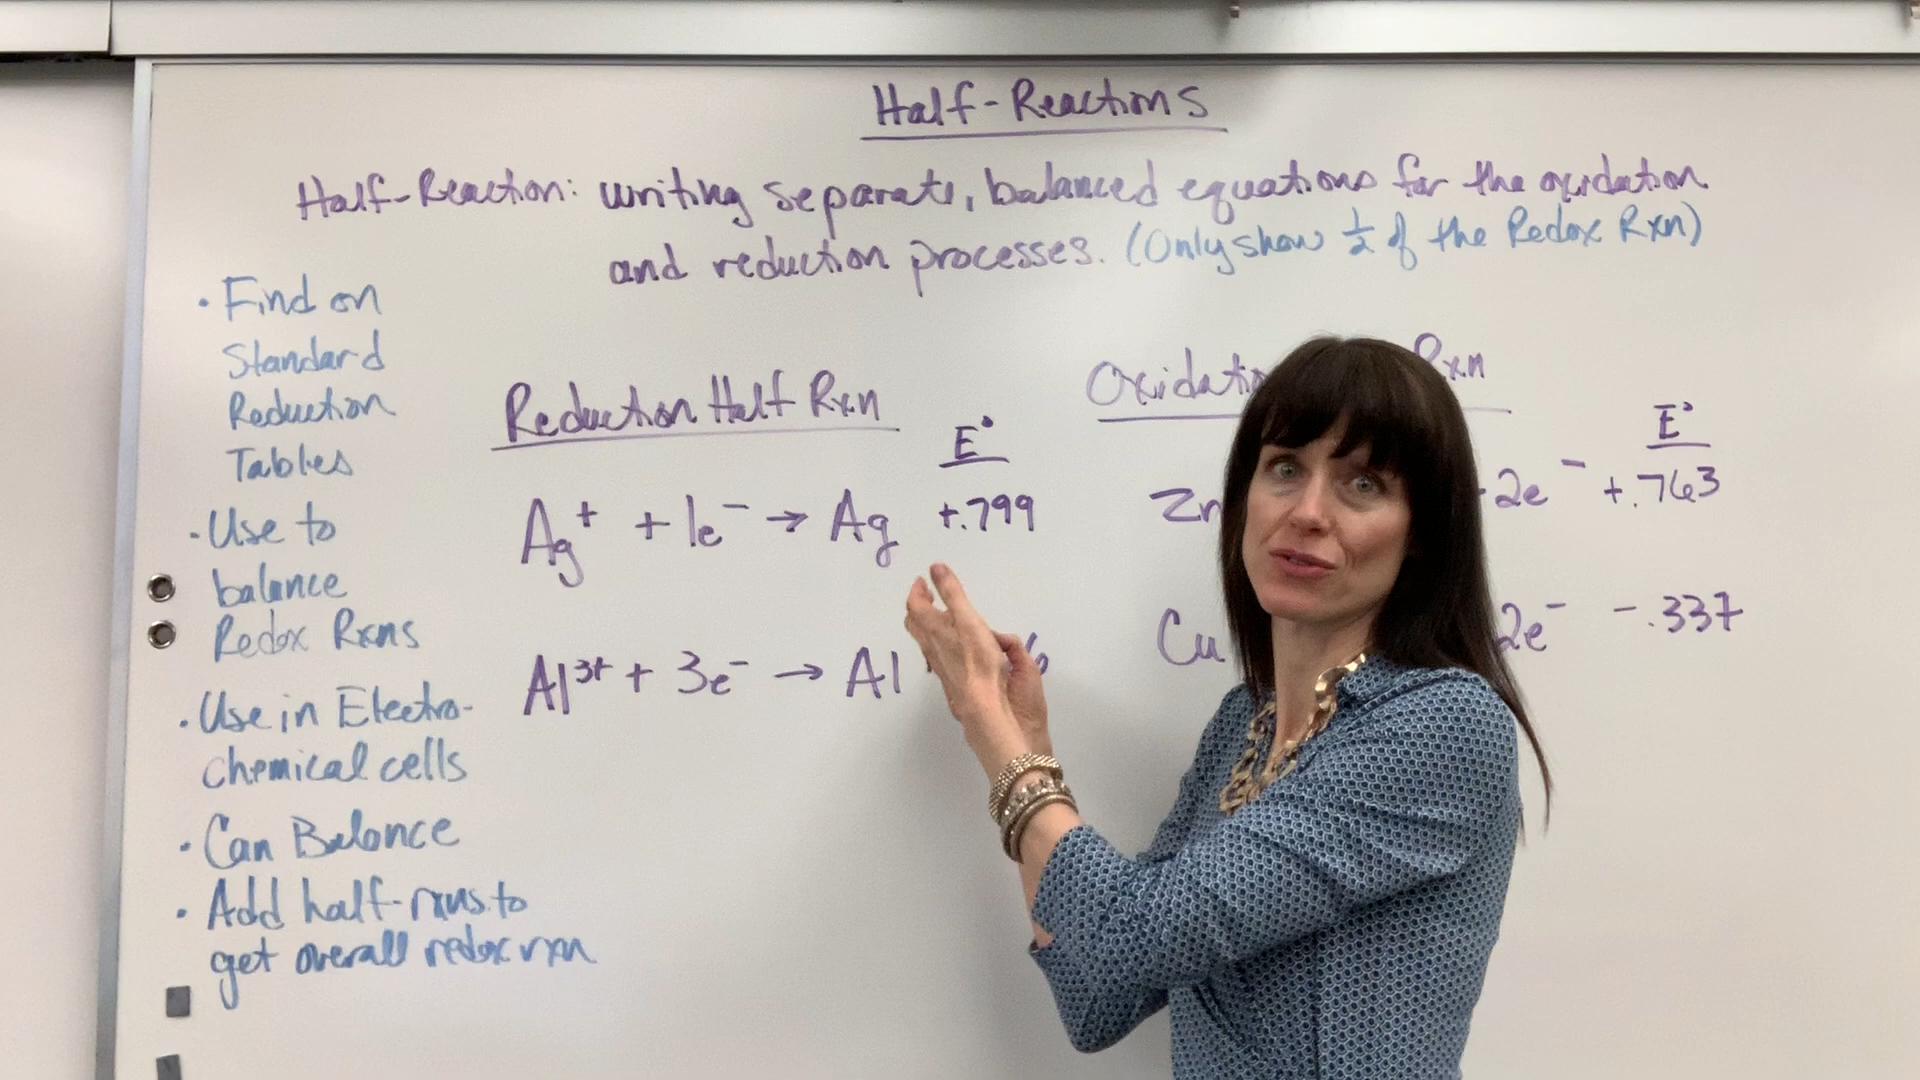 Half-Reactions
Half-Reaction: writing separate, balanced equations for the oxidation
and reduction processes. (Only show 1/2 of the Redox Rxn)
• Find on
Standard
Reduction
Tables
• Use to
balance
Redox Rxns
• Use in Electro-
chemical cells
• Can Balance
• Add half-rxns to
get overall redox rxn
Reduction Half Rxn
E°
Ag⁺ + 1e⁻ → Ag +.799
Al³⁺ + 3e⁻ → Al
Rxn
E°
Zn 2e⁻ +.763
Cu 2e⁻ -.337